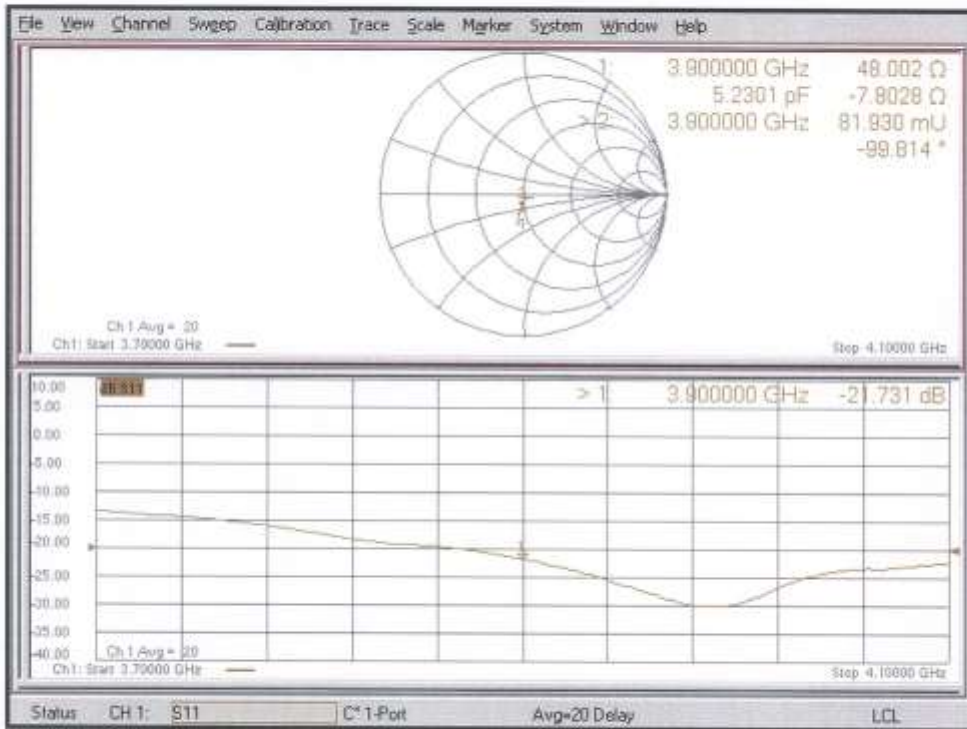 File View Channel Sweep Calibration Trace Scale Marker System Window Help
1: 3.900000 GHz 48.002 Ω
5.2301 pF -7.8028 Ω
> 2: 3.900000 GHz 81.930 mU
-99.814 °
Ch 1 Avg = 20
Ch1: Start 3.70000 GHz
Stop 4.10000 GHz
10.00
> 1: 3.900000 GHz -21.731 dB
5.00
0.00
-5.00
-10.00
-15.00
-20.00
1
-25.00
-30.00
-35.00
-40.00
Ch 1 Avg = 20
Ch1: Start 3.70000 GHz
Stop 4.10000 GHz
Status CH 1: S11 C* 1-Port Avg=20 Delay LCL